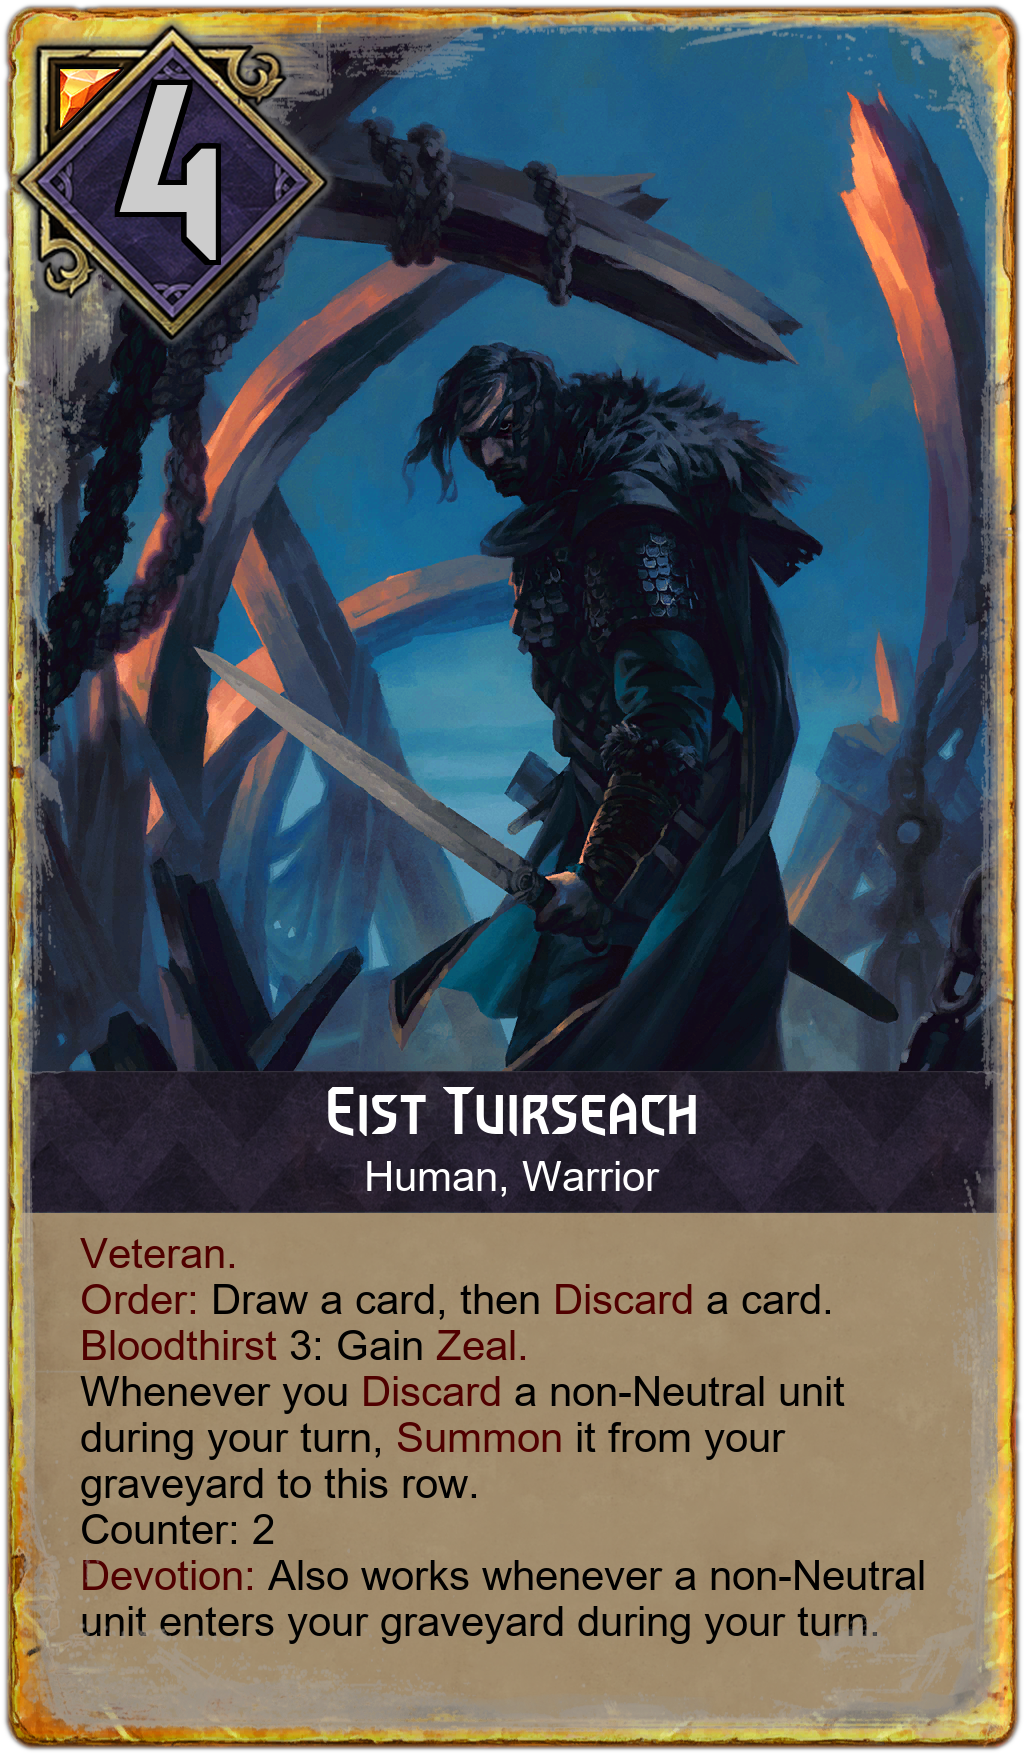 4
Eist Tuirseach
Human, Warrior
Veteran.
Order: Draw a card, then Discard a card.
Bloodthirst 3: Gain Zeal.
Whenever you Discard a non-Neutral unit
during your turn, Summon it from your
graveyard to this row.
Counter: 2
Devotion: Also works whenever a non-Neutral
unit enters your graveyard during your turn.